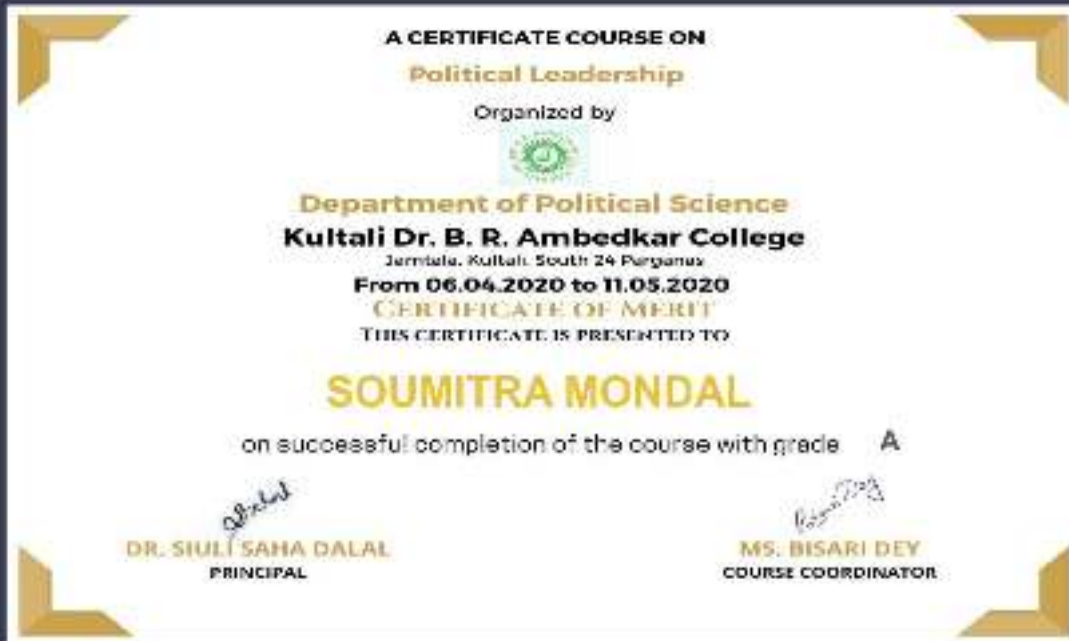 A CERTIFICATE COURSE ON
Political Leadership
Organized by
Department of Political Science
Kultali Dr. B. R. Ambedkar College
Jamtala, Kultali, South 24 Parganas
From 06.04.2020 to 11.05.2020
CERTIFICATE OF MERIT
THIS CERTIFICATE IS PRESENTED TO
SOUMITRA MONDAL
on successful completion of the course with grade A
DR. SIULI SAHA DALAL
PRINCIPAL
MS. BISARI DEY
COURSE COORDINATOR